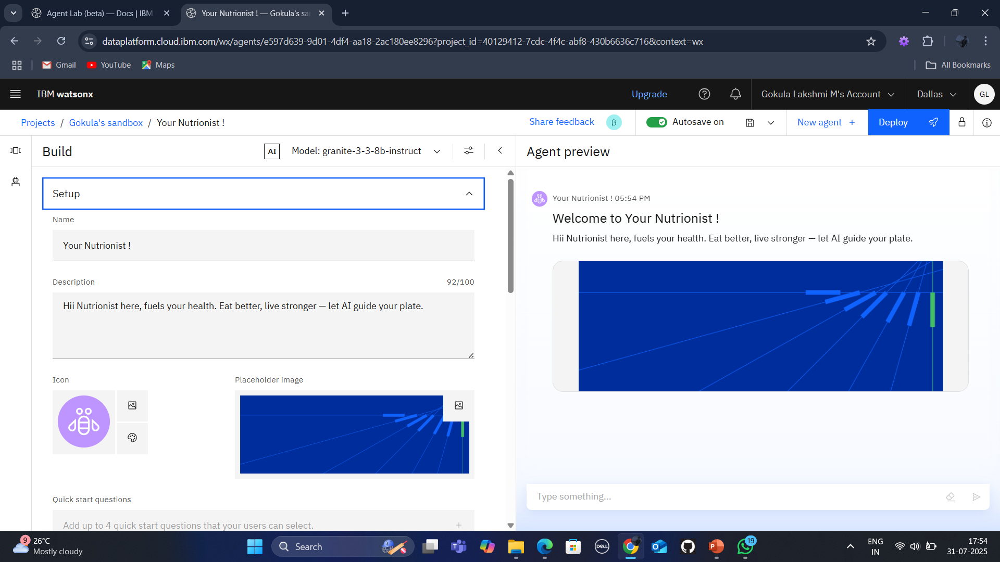 Agent Lab (beta) — Docs | IBM
Your Nutrionist ! — Gokula's sa
dataplatform.cloud.ibm.com/wx/agents/e597d639-9d01-4df4-aa18-2ac180ee8296?project_id=40129412-7cdc-4f4c-abf8-430b6636c716&context=wx
Gmail
YouTube
Maps
All Bookmarks
IBM watsonx
Upgrade
Gokula Lakshmi M's Account
Dallas
GL
Projects / Gokula's sandbox / Your Nutrionist !
Share feedback
β
Autosave on
New agent +
Deploy
Build
AI
Model: granite-3-3-8b-instruct
Agent preview
Setup
Name
Your Nutrionist !
Description
92/100
Hii Nutrionist here, fuels your health. Eat better, live stronger — let AI guide your plate.
Icon
Placeholder image
Quick start questions
Add up to 4 quick start questions that your users can select.
Your Nutrionist ! 05:54 PM
Welcome to Your Nutrionist !
Hii Nutrionist here, fuels your health. Eat better, live stronger — let AI guide your plate.
Type something...
9
26°C
Mostly cloudy
Search
DELL
19
ENG
IN
17:54
31-07-2025